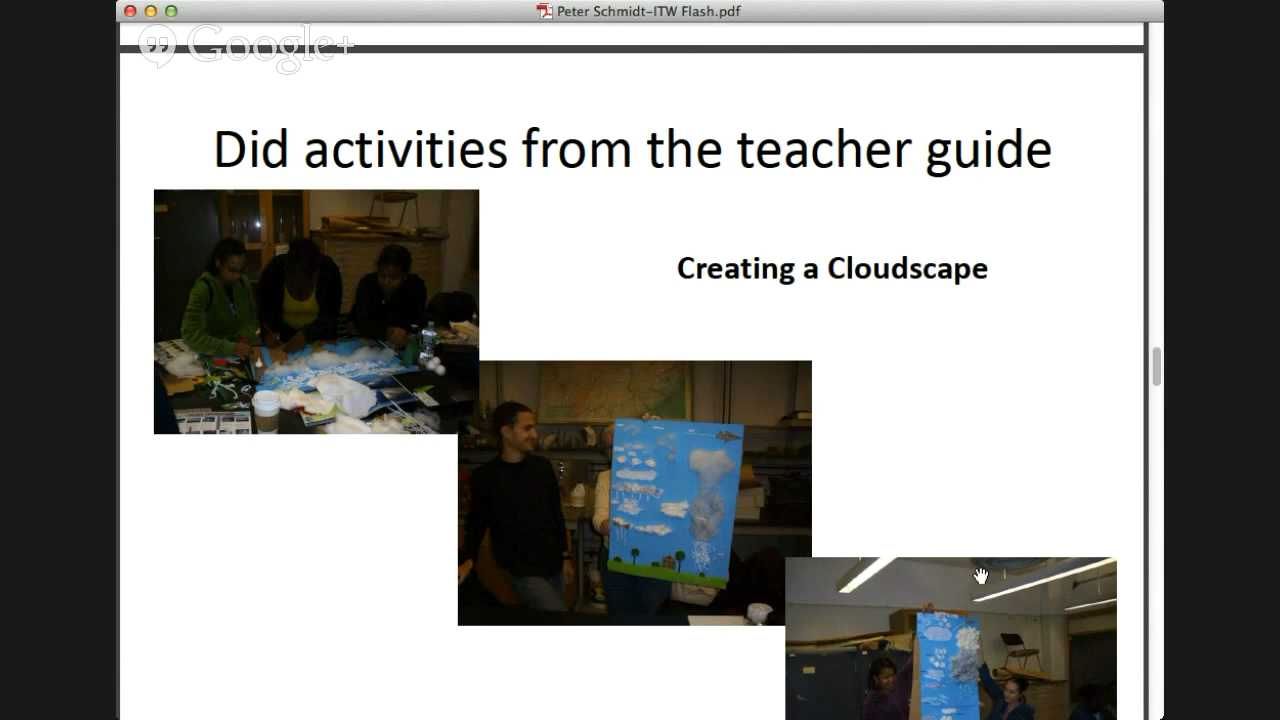 Peter Schmidt-ITW Flash.pdf
Google+
Did activities from the teacher guide
Creating a Cloudscape